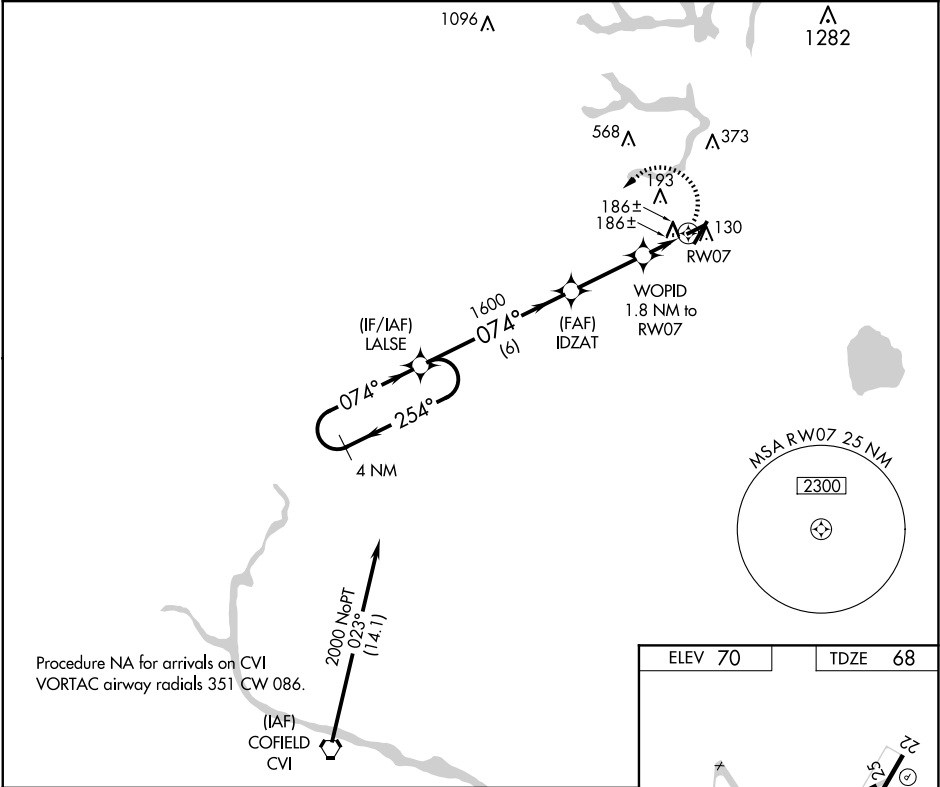 1096
1282
568
373
193
186±
186±
130
RW07
WOPID
1.8 NM to
RW07
1600
074°
(6)
(FAF)
IDZAT
(IF/IAF)
LALSE
074°
254°
4 NM
MSA RW07 25 NM
2300
2000 NoPT
023°
(14.1)
Procedure NA for arrivals on CVI
VORTAC airway radials 351 CW 086.
(IAF)
COFIELD
CVI
ELEV 70
TDZE 68
22
25